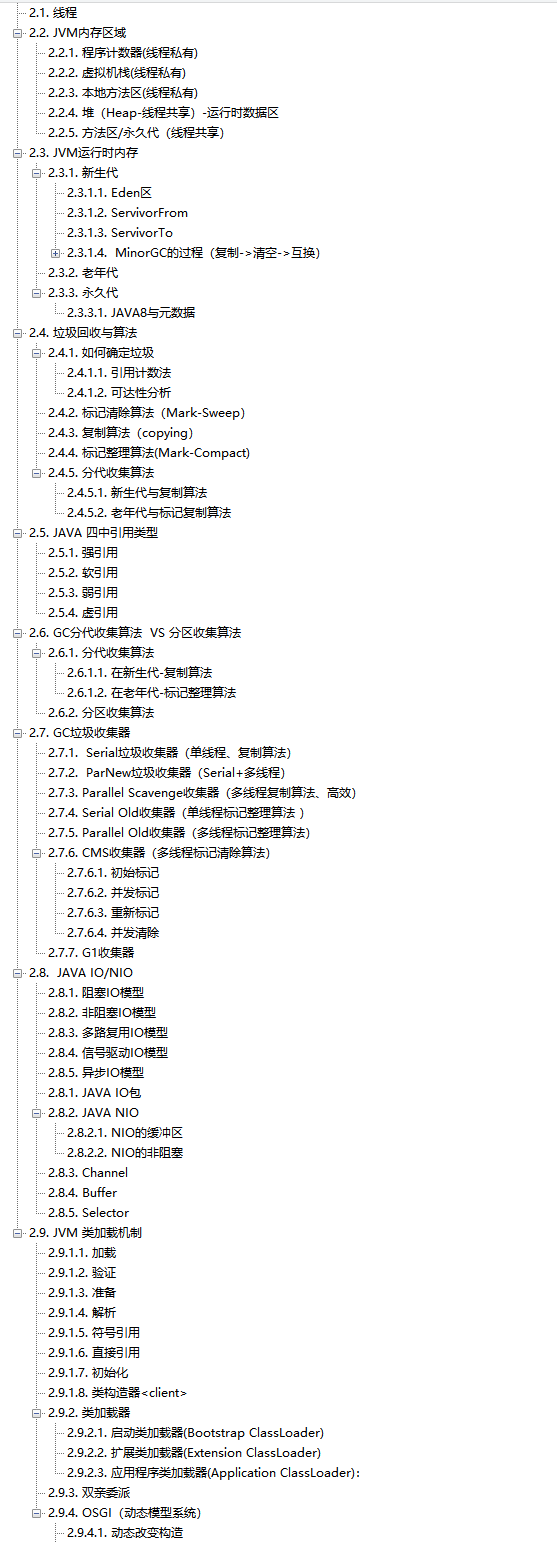 2.1. 线程
2.2. JVM内存区域
2.2.1. 程序计数器(线程私有)
2.2.2. 虚拟机栈(线程私有)
2.2.3. 本地方法区(线程私有)
2.2.4. 堆（Heap-线程共享）-运行时数据区
2.2.5. 方法区/永久代（线程共享）
2.3. JVM运行时内存
2.3.1. 新生代
2.3.1.1. Eden区
2.3.1.2. ServivorFrom
2.3.1.3. ServivorTo
2.3.1.4. MinorGC的过程（复制->清空->互换）
2.3.2. 老年代
2.3.3. 永久代
2.3.3.1. JAVA8与元数据
2.4. 垃圾回收与算法
2.4.1. 如何确定垃圾
2.4.1.1. 引用计数法
2.4.1.2. 可达性分析
2.4.2. 标记清除算法（Mark-Sweep）
2.4.3. 复制算法（copying）
2.4.4. 标记整理算法(Mark-Compact)
2.4.5. 分代收集算法
2.4.5.1. 新生代与复制算法
2.4.5.2. 老年代与标记复制算法
2.5. JAVA 四中引用类型
2.5.1. 强引用
2.5.2. 软引用
2.5.3. 弱引用
2.5.4. 虚引用
2.6. GC分代收集算法 VS 分区收集算法
2.6.1. 分代收集算法
2.6.1.1. 在新生代-复制算法
2.6.1.2. 在老年代-标记整理算法
2.6.2. 分区收集算法
2.7. GC垃圾收集器
2.7.1. Serial垃圾收集器（单线程、复制算法）
2.7.2. ParNew垃圾收集器（Serial+多线程）
2.7.3. Parallel Scavenge收集器（多线程复制算法、高效）
2.7.4. Serial Old收集器（单线程标记整理算法 ）
2.7.5. Parallel Old收集器（多线程标记整理算法）
2.7.6. CMS收集器（多线程标记清除算法）
2.7.6.1. 初始标记
2.7.6.2. 并发标记
2.7.6.3. 重新标记
2.7.6.4. 并发清除
2.7.7. G1收集器
2.8. JAVA IO/NIO
2.8.1. 阻塞IO模型
2.8.2. 非阻塞IO模型
2.8.3. 多路复用IO模型
2.8.4. 信号驱动IO模型
2.8.5. 异步IO模型
2.8.1. JAVA IO包
2.8.2. JAVA NIO
2.8.2.1. NIO的缓冲区
2.8.2.2. NIO的非阻塞
2.8.3. Channel
2.8.4. Buffer
2.8.5. Selector
2.9. JVM 类加载机制
2.9.1.1. 加载
2.9.1.2. 验证
2.9.1.3. 准备
2.9.1.4. 解析
2.9.1.5. 符号引用
2.9.1.6. 直接引用
2.9.1.7. 初始化
2.9.1.8. 类构造器<client>
2.9.2. 类加载器
2.9.2.1. 启动类加载器(Bootstrap ClassLoader)
2.9.2.2. 扩展类加载器(Extension ClassLoader)
2.9.2.3. 应用程序类加载器(Application ClassLoader)：
2.9.3. 双亲委派
2.9.4. OSGI（动态模型系统）
2.9.4.1. 动态改变构造